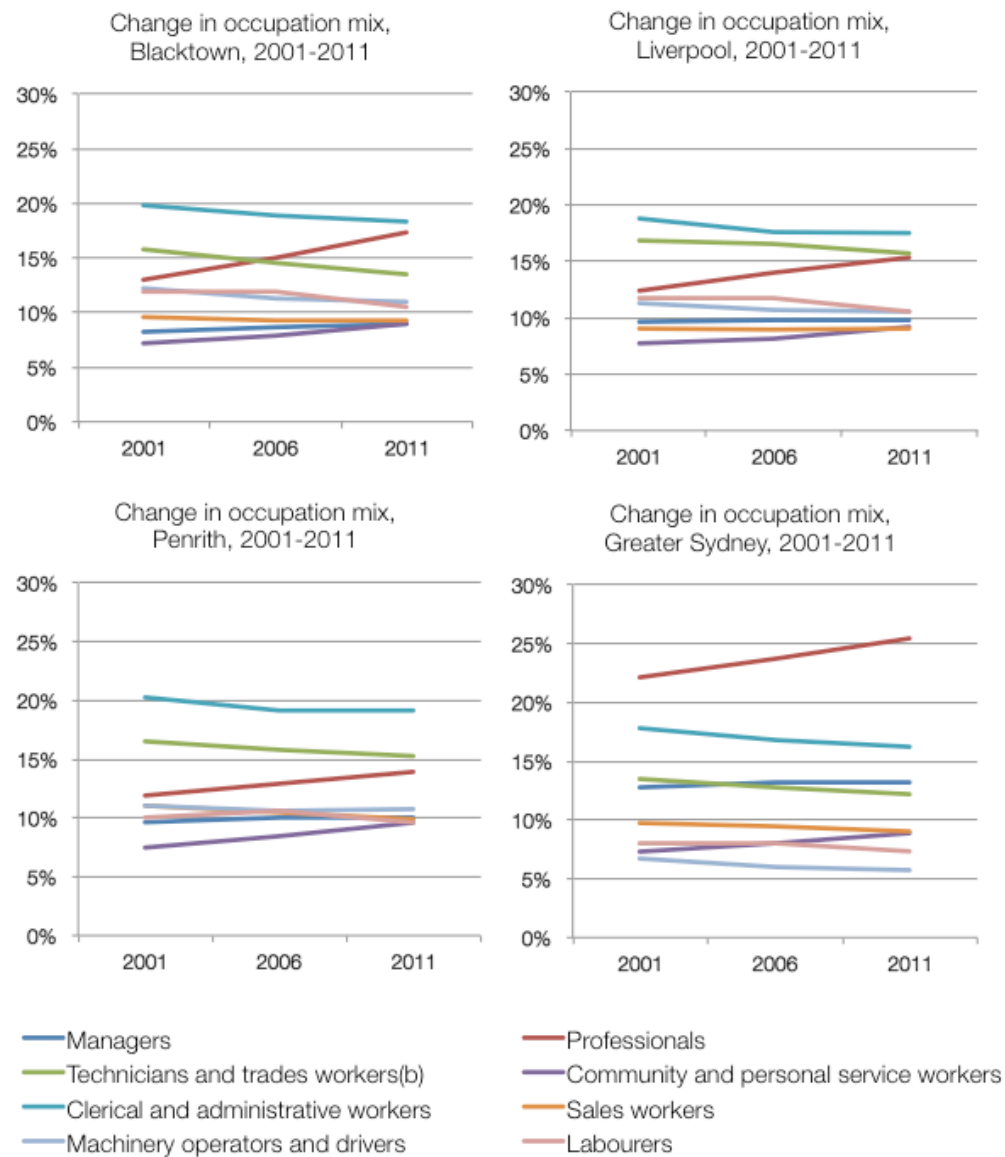 Change in occupation mix,
Blacktown, 2001-2011
30%
25%
20%
15%
10%
5%
0%
2001 2006 2011
Change in occupation mix,
Liverpool, 2001-2011
30%
25%
20%
15%
10%
5%
0%
2001 2006 2011
Change in occupation mix,
Penrith, 2001-2011
30%
25%
20%
15%
10%
5%
0%
2001 2006 2011
Change in occupation mix,
Greater Sydney, 2001-2011
30%
25%
20%
15%
10%
5%
0%
2001 2006 2011
Managers
Professionals
Technicians and trades workers(b)
Community and personal service workers
Clerical and administrative workers
Sales workers
Machinery operators and drivers
Labourers